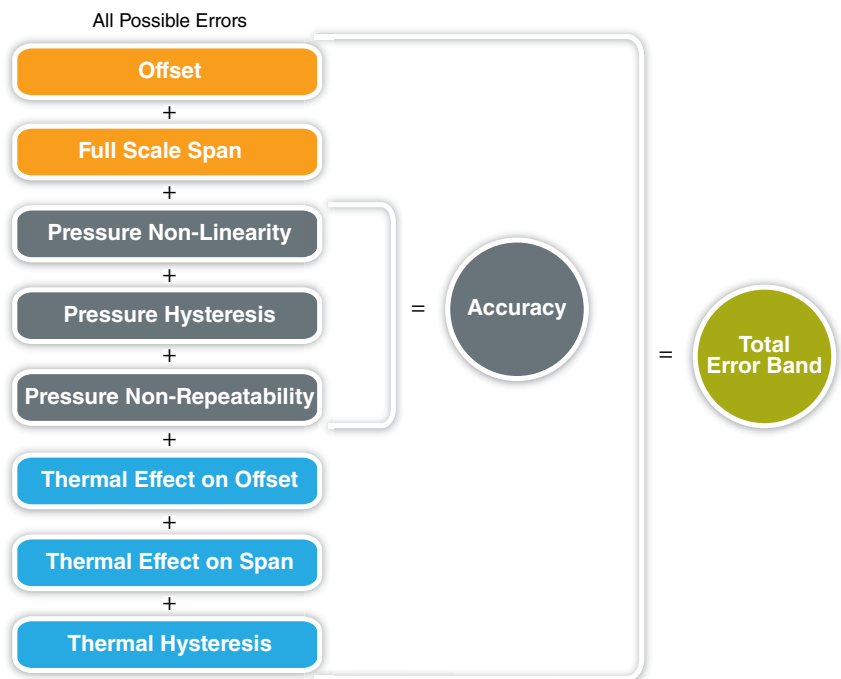 All Possible Errors
Offset
+
Full Scale Span
+
Pressure Non-Linearity
+
Pressure Hysteresis
+
Pressure Non-Repeatability
+
Thermal Effect on Offset
+
Thermal Effect on Span
+
Thermal Hysteresis
=
Accuracy
=
Total
Error Band